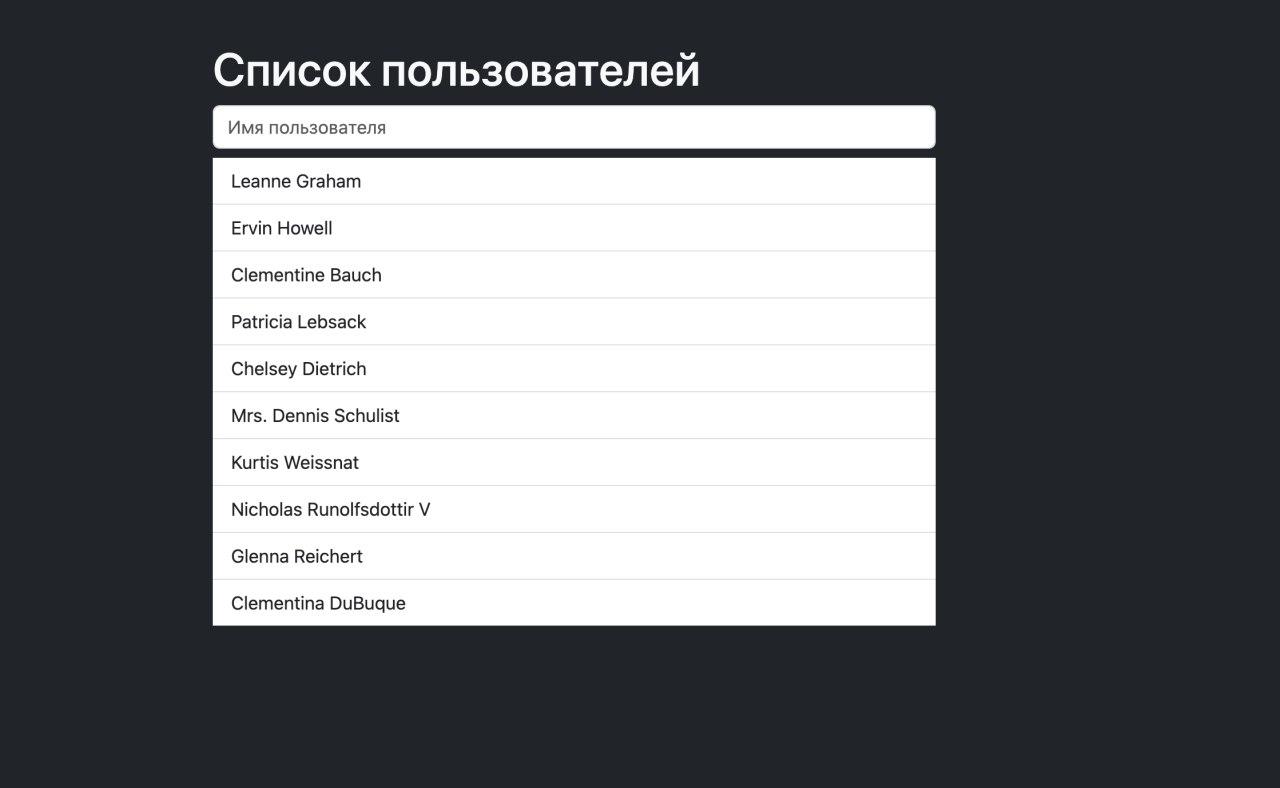 Список пользователей
Имя пользователя
Leanne Graham
Ervin Howell
Clementine Bauch
Patricia Lebsack
Chelsey Dietrich
Mrs. Dennis Schulist
Kurtis Weissnat
Nicholas Runolfsdottir V
Glenna Reichert
Clementina DuBuque